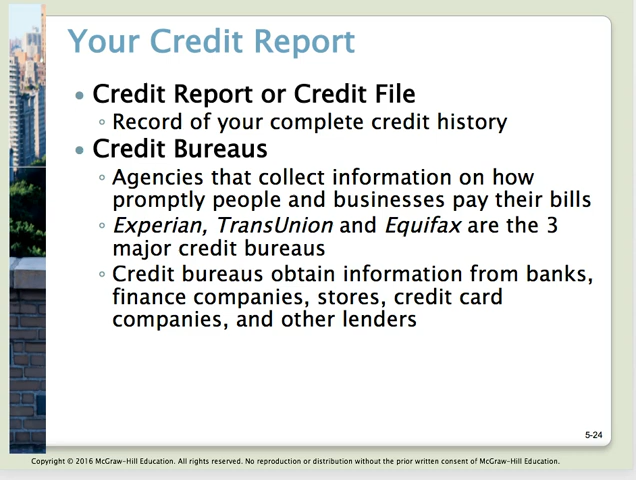 Your Credit Report
• Credit Report or Credit File
◦ Record of your complete credit history
• Credit Bureaus
◦ Agencies that collect information on how
promptly people and businesses pay their bills
◦ Experian, TransUnion and Equifax are the 3
major credit bureaus
◦ Credit bureaus obtain information from banks,
finance companies, stores, credit card
companies, and other lenders
5-24
Copyright © 2016 McGraw-Hill Education. All rights reserved. No reproduction or distribution without the prior written consent of McGraw-Hill Education.